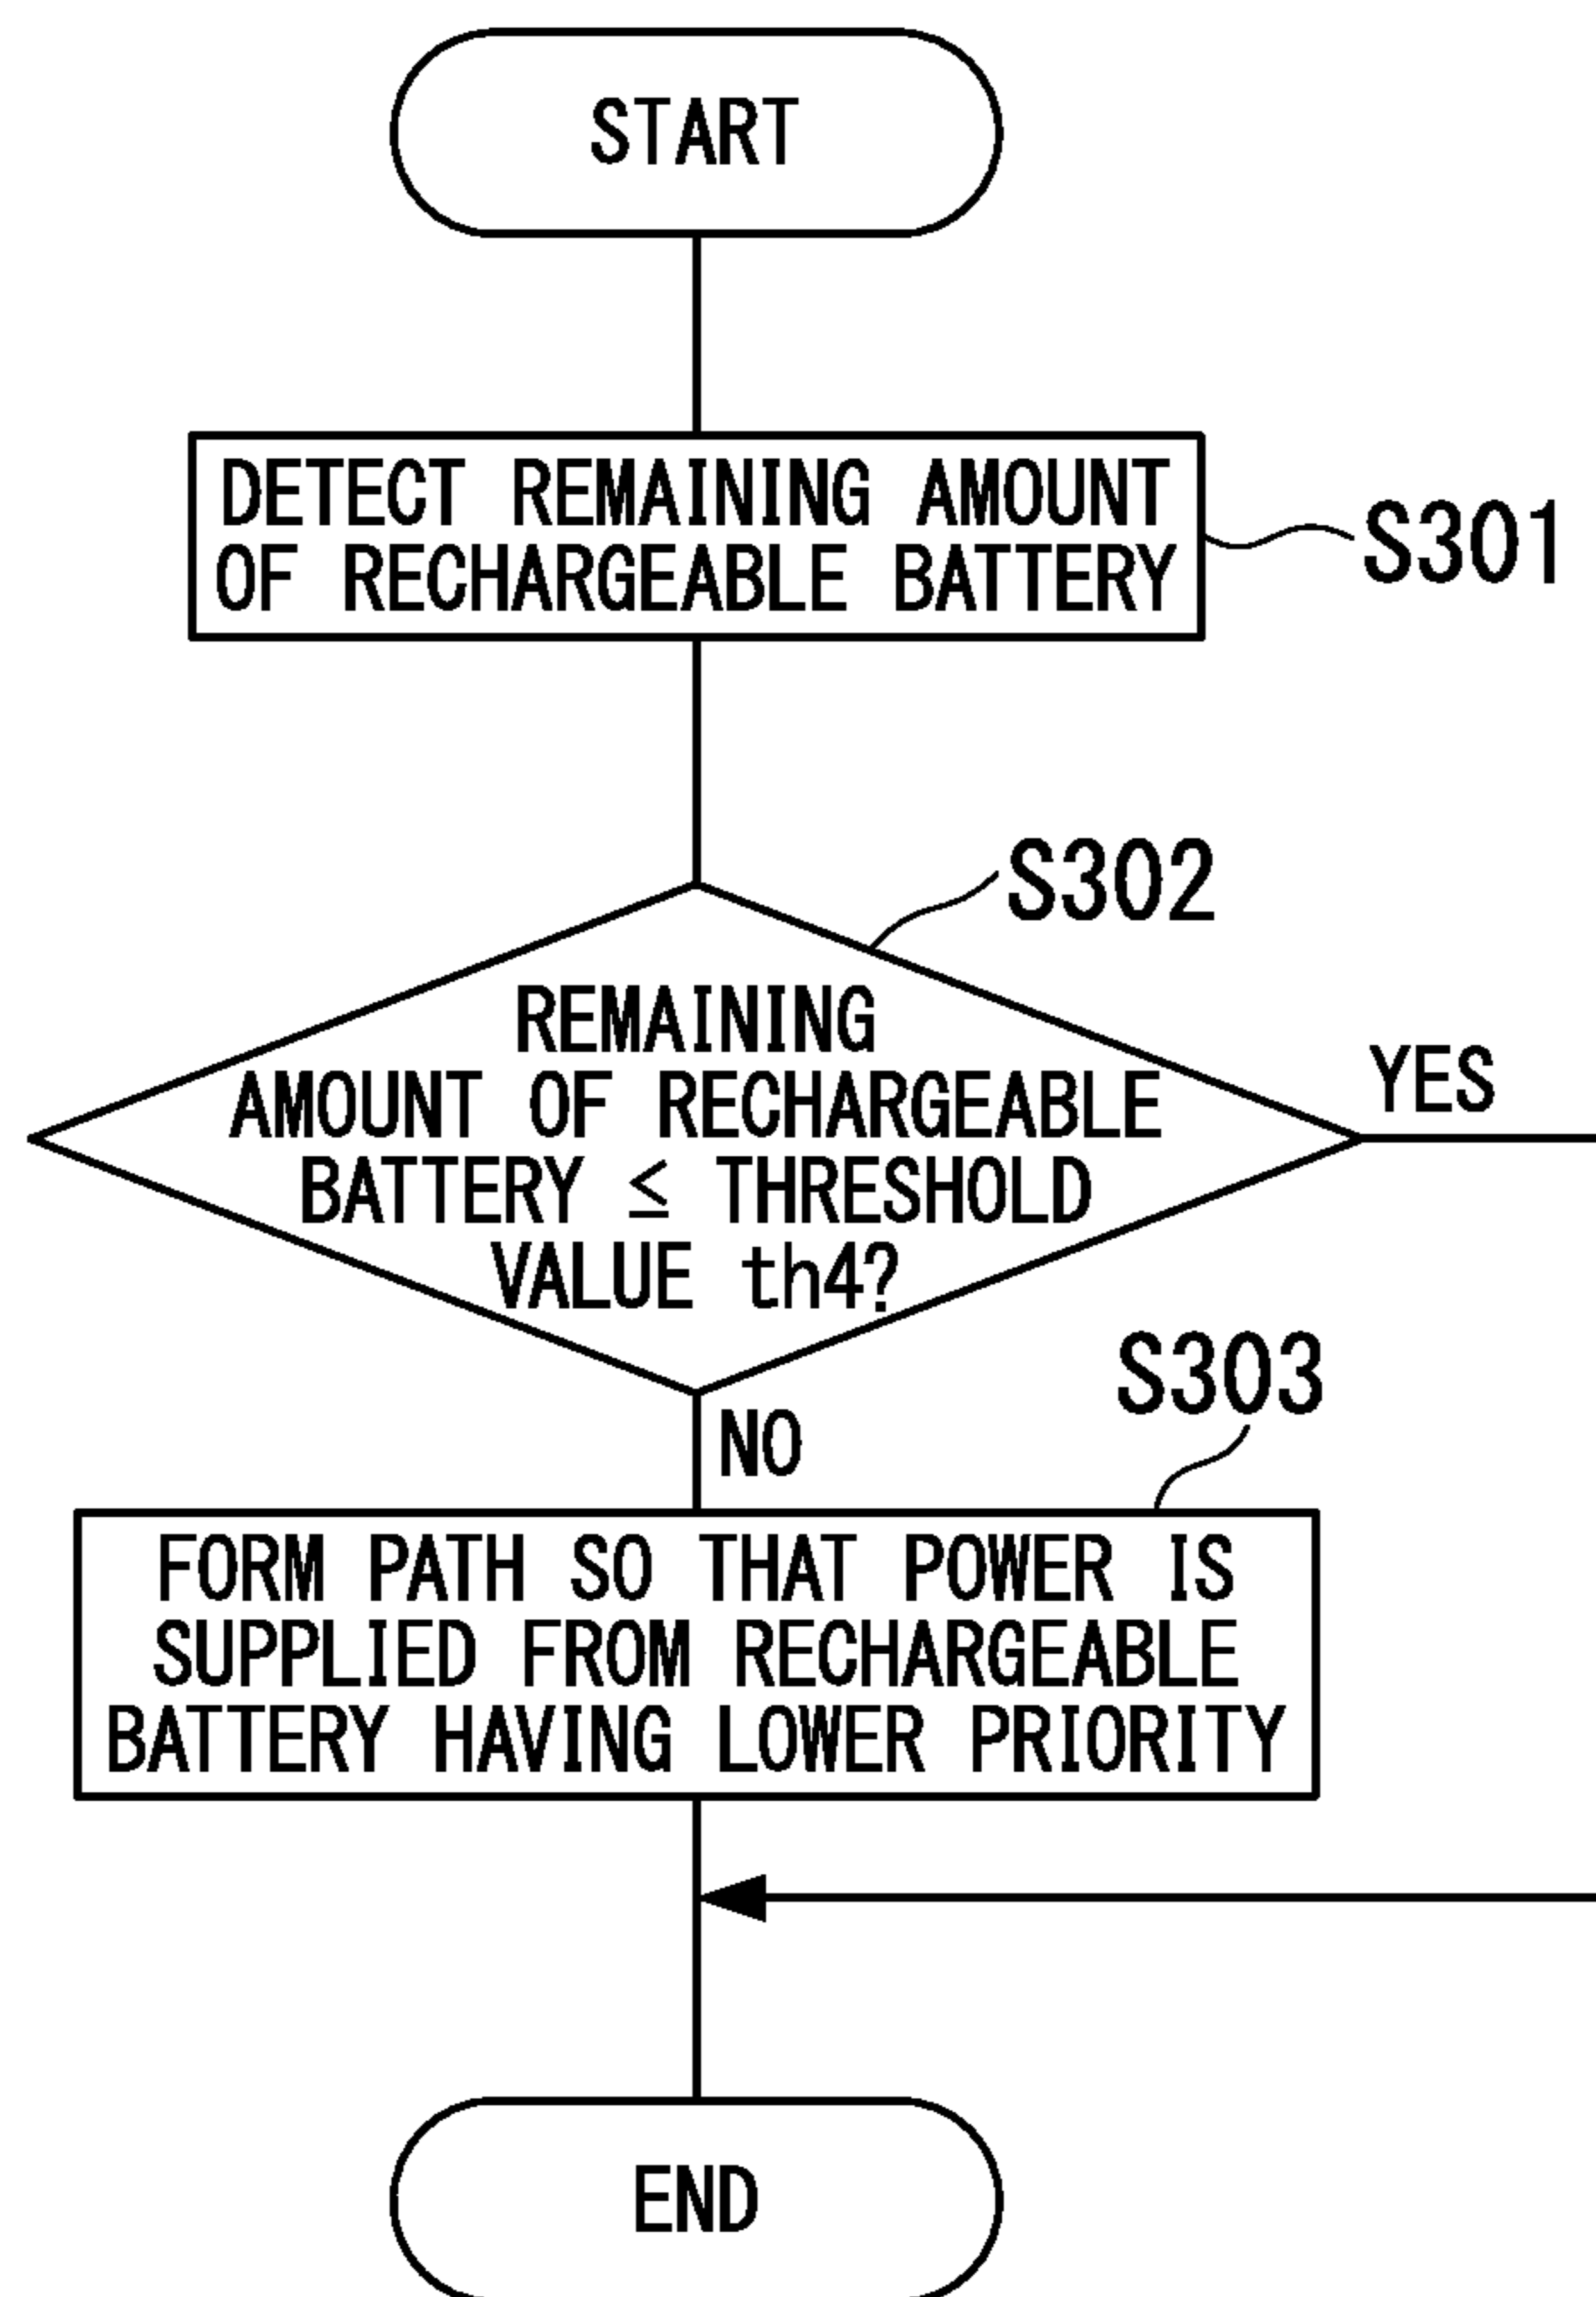 START
DETECT REMAINING AMOUNT
OF RECHARGEABLE BATTERY
S301
S302
REMAINING
AMOUNT OF RECHARGEABLE
BATTERY ≤ THRESHOLD
VALUE th4?
YES
NO
S303
FORM PATH SO THAT POWER IS
SUPPLIED FROM RECHARGEABLE
BATTERY HAVING LOWER PRIORITY
END